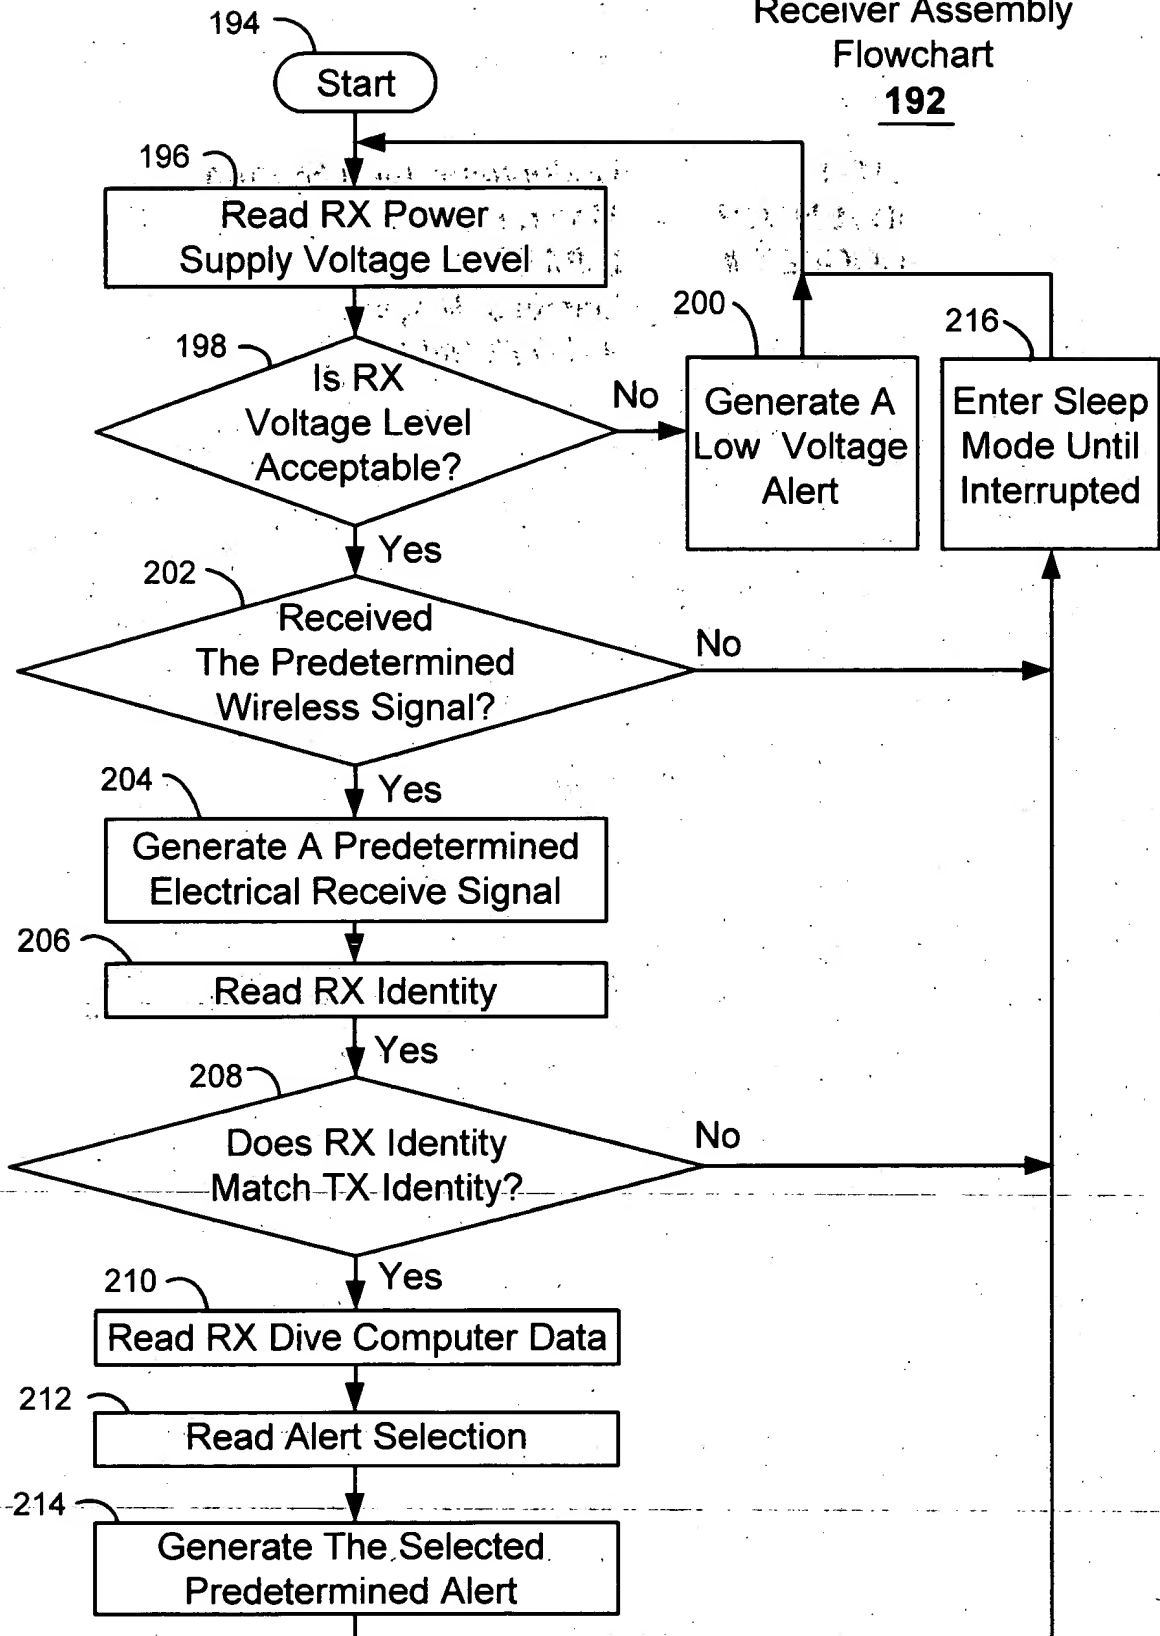 Receiver Assembly
Flowchart
192
194
Start
196
Read RX Power
Supply Voltage Level
198
Is RX
Voltage Level
Acceptable?
No
200
Generate A
Low Voltage
Alert
216
Enter Sleep
Mode Until
Interrupted
Yes
202
Received
The Predetermined
Wireless Signal?
No
Yes
204
Generate A Predetermined
Electrical Receive Signal
206
Read RX Identity
Yes
208
Does RX Identity
Match TX Identity?
No
Yes
210
Read RX Dive Computer Data
212
Read Alert Selection
214
Generate The Selected
Predetermined Alert